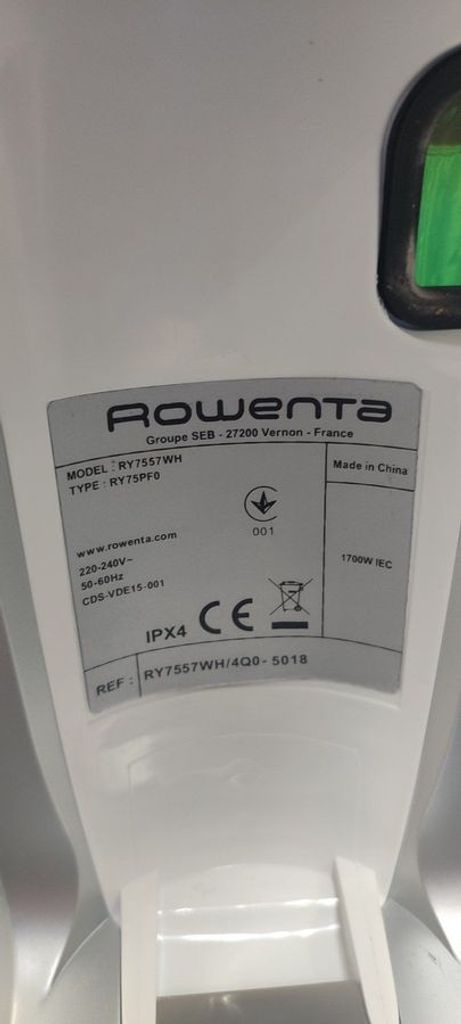 Rowenta
Groupe SEB - 27200 Vernon - France
MODEL : RY7557WH
TYPE : RY75PF0
Made in China
www.rowenta.com
220-240V~
50-60Hz
CDS-VDE15-001
001
1700W IEC
IPX4 CE
REF : RY7557WH/4Q0- 5018